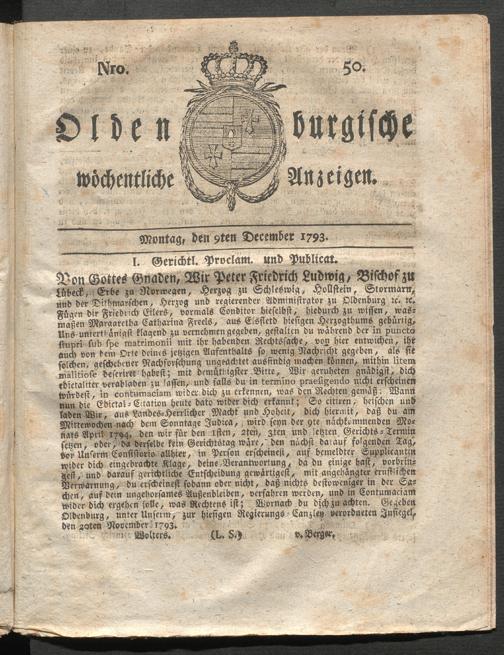 Nro. 50.
Olden burgische
wöchentliche Anzeigen.
Montag, den 9ten December 1793.
I. Gerichtl. Proclam. und Publicat.
Von Gottes Gnaden, Wir Peter Friedrich Ludwig, Bischof zu
Lübeck, Erbe zu Norwegen, Herzog zu Schleswig, Hollstein, Stormarn,
und der Dithmarschen, Herzog und regierender Administrator zu Oldenburg ꝛc. ꝛc.
Fügen dir Friedrich Eilers, vormals Conditor hieselbst, hiedurch zu wissen, was-
maßen Margaretha Catharina Freels, aus Elsfleth hiesigen Herzogthums gebürtig,
Uns unterthänigst klagend zu vernehmen gegeben, gestalten du während der in puncto
stupri sub spe matrimonii mit ihr habenden Rechtssache, von hier entwichen, ihr
auch von dem Orte deines jetzigen Aufenthalts so wenig Nachricht gegeben, als sie
solchen, geschehener Nachforschung ungeachtet ausfindig machen können, mithin litem
malitiose deserirt habest; mit demüthigster Bitte, Wir geruheten gnädigst, dich
edictaliter verabladen zu lassen, und falls du in termino praefigendo nicht erscheinen
würdest, in contumaciam wider dich zu erkennen, was den Rechten gemäß: Wann
nun die Edictal-Citation heute dato wider dich erkant; So citiren, heischen und
laden Wir, aus Landes-Herrlicher Macht und Hoheit, dich hiermit, daß du am
Mittewochen nach dem Sonntage Judica, wird seyn der 9te nächstkommenden Mo-
nats April 1794, den wir für den 1sten, 2ten, 3ten und letzten Gerichts-Termin
setzen, oder, da derselbe kein Gerichtstag wäre, den nächst darauf folgenden Tag,
vor Unserm Consistorio allhier, in Person erscheinest, auf bemeldter Supplicantin
wider dich eingebrachte Klage, deine Verantwortung, da du einige hast, vorbrin-
gest, und darauf gerichtliche Entscheidung gewärtigest, mit angehängter ernstlichen
Verwarnung, du erscheinest sodann oder nicht, daß nichts destoweniger in der Sa-
chen, auf dein ungehorsames Außenbleiben, verfahren werden, und in Contumaciam
wider dich ergehen solle, was Rechtens ist; Wornach du dich zu achten. Gegeben
Oldenburg, unter Unserm, zur hiesigen Regierungs-Canzley verordneten Insiegel,
den 20ten November 1793.
Wolters. (L. S.) v. Berger,